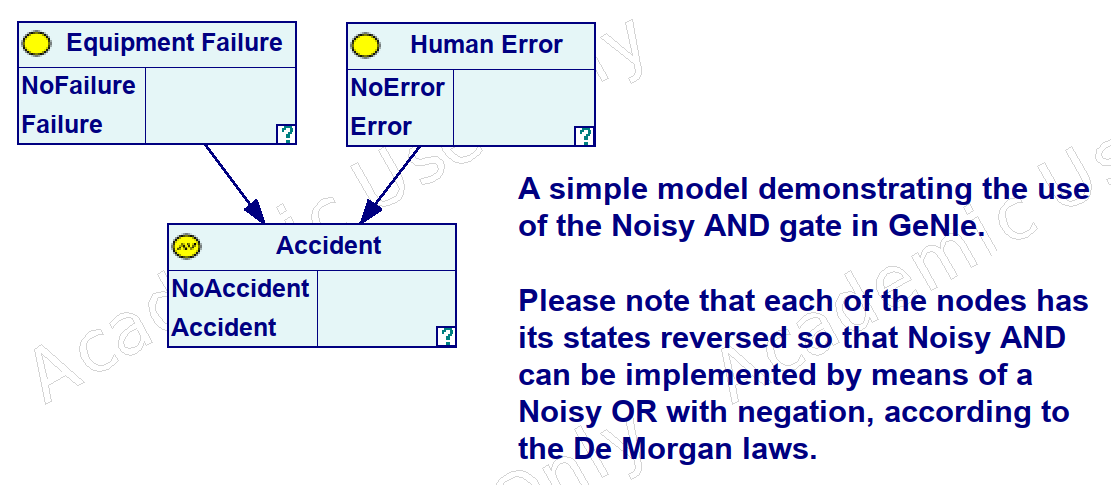 Equipment Failure
NoFailure
Failure
?
Human Error
NoError
Error
?
Accident
NoAccident
Accident
?
A simple model demonstrating the use
of the Noisy AND gate in GeNIe.
Please note that each of the nodes has
its states reversed so that Noisy AND
can be implemented by means of a
Noisy OR with negation, according to
the De Morgan laws.
Academic Use Only
Academic Us
Only